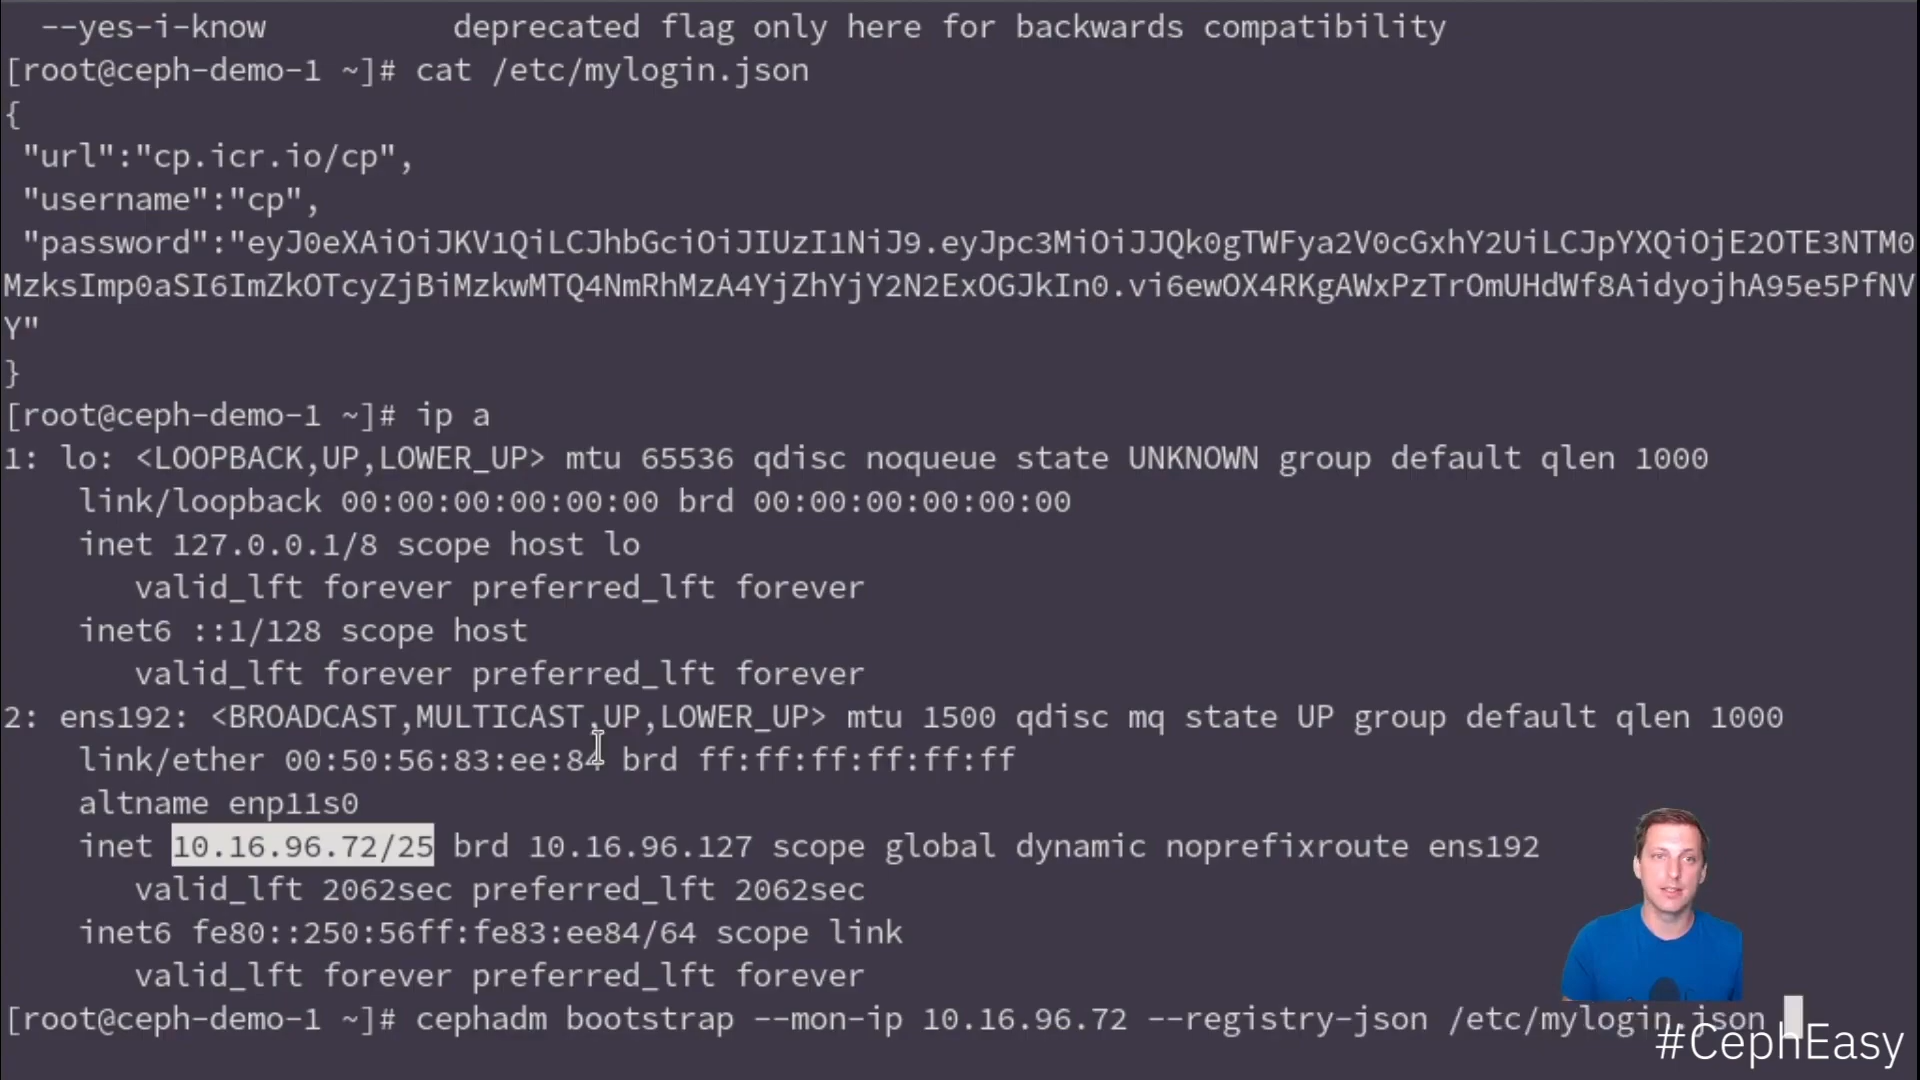 --yes-i-know          deprecated flag only here for backwards compatibility
[root@ceph-demo-1 ~]# cat /etc/mylogin.json
{
 "url":"cp.icr.io/cp",
 "username":"cp",
 "password":"eyJ0eXAiOiJKV1QiLCJhbGciOiJIUzI1NiJ9.eyJpc3MiOiJJQk0gTWFya2V0cGxhY2UiLCJpYXQiOjE2OTE3NTM0
MzksImp0aSI6ImZkOTcyZjBiMzkwMTQ4NmRhMzA4YjZhYjY2N2ExOGJkIn0.vi6ewOX4RKgAWxPzTrOmUHdWf8AidyojhA95e5PfNV
Y"
}
[root@ceph-demo-1 ~]# ip a
1: lo: <LOOPBACK,UP,LOWER_UP> mtu 65536 qdisc noqueue state UNKNOWN group default qlen 1000
    link/loopback 00:00:00:00:00:00 brd 00:00:00:00:00:00
    inet 127.0.0.1/8 scope host lo
       valid_lft forever preferred_lft forever
    inet6 ::1/128 scope host
       valid_lft forever preferred_lft forever
2: ens192: <BROADCAST,MULTICAST,UP,LOWER_UP> mtu 1500 qdisc mq state UP group default qlen 1000
    link/ether 00:50:56:83:ee:84 brd ff:ff:ff:ff:ff:ff
    altname enp11s0
    inet 10.16.96.72/25 brd 10.16.96.127 scope global dynamic noprefixroute ens192
       valid_lft 2062sec preferred_lft 2062sec
    inet6 fe80::250:56ff:fe83:ee84/64 scope link
       valid_lft forever preferred_lft forever
[root@ceph-demo-1 ~]# cephadm bootstrap --mon-ip 10.16.96.72 --registry-json /etc/mylogin.json
#CephEasy